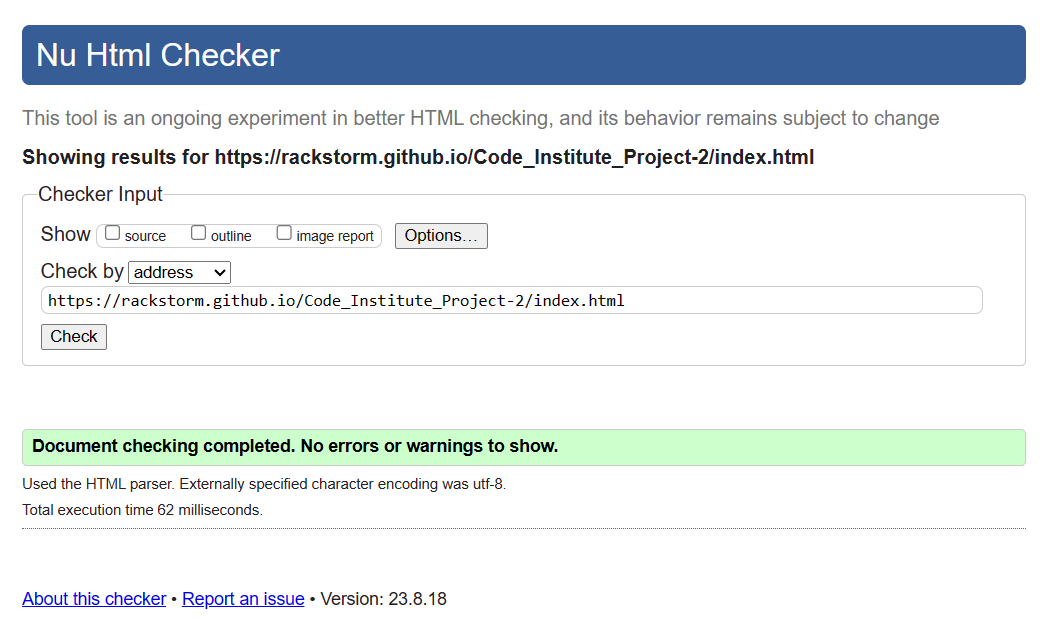 Nu Html Checker
This tool is an ongoing experiment in better HTML checking, and its behavior remains subject to change
Showing results for https://rackstorm.github.io/Code_Institute_Project-2/index.html
Checker Input
Show source outline image report Options...
Check by address
https://rackstorm.github.io/Code_Institute_Project-2/index.html
Check
Document checking completed. No errors or warnings to show.
Used the HTML parser. Externally specified character encoding was utf-8.
Total execution time 62 milliseconds.
About this checker • Report an issue • Version: 23.8.18